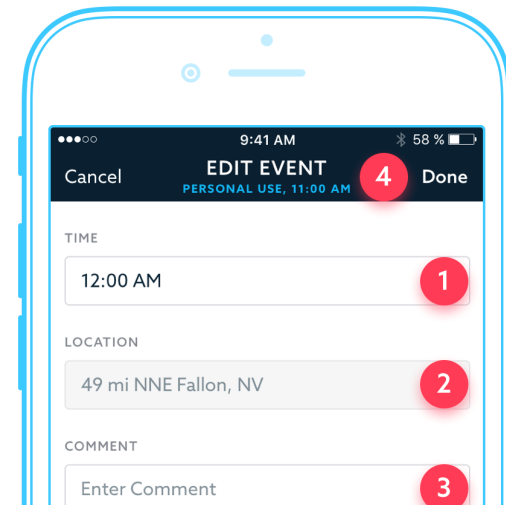 9:41 AM 58 %
Cancel EDIT EVENT 4 Done
PERSONAL USE, 11:00 AM
TIME
12:00 AM 1
LOCATION
49 mi NNE Fallon, NV 2
COMMENT
Enter Comment 3